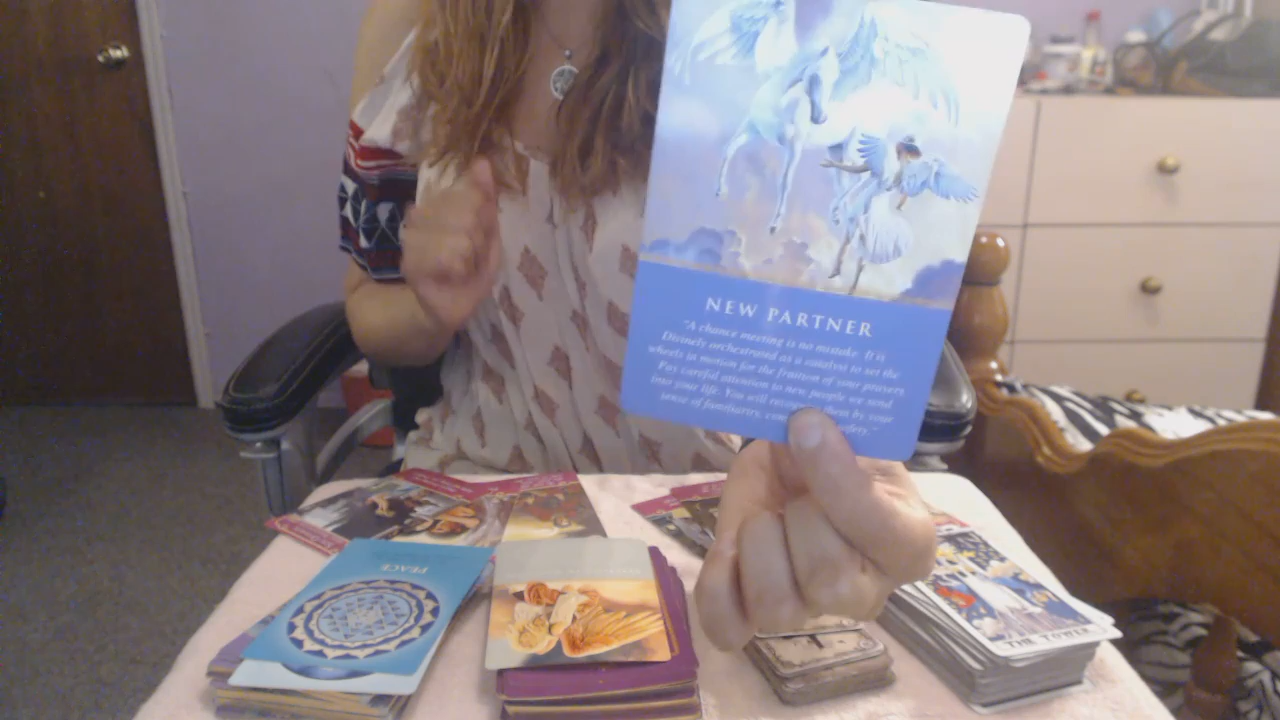 NEW PARTNER
"A chance meeting is no mistake. It is
Divinely orchestrated as a catalyst to set the
wheels in motion for the fruition of your prayers
Pay careful attention to new people we send
into your life. You will them by your
sense of familiarity, safety."
PEACE
THE TOWER